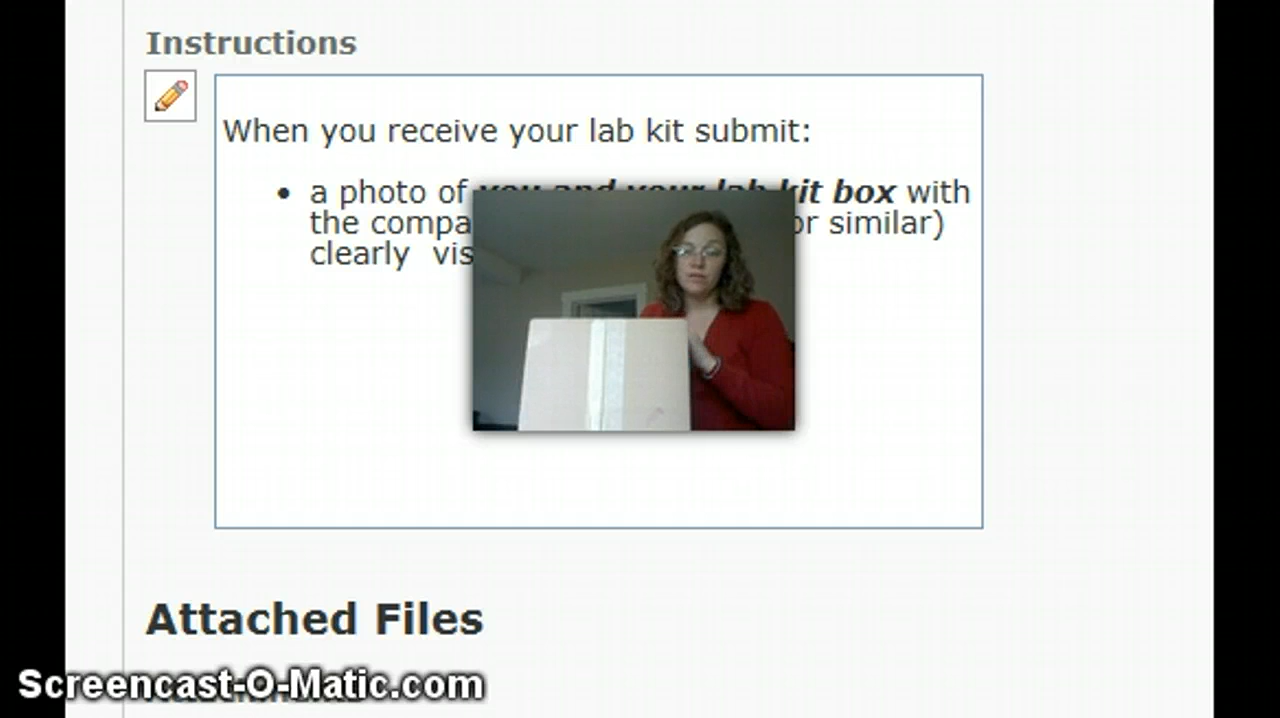 Instructions
When you receive your lab kit submit:
• a photo of you and your lab kit box with
the compa or similar)
clearly vis
Attached Files
Screencast-O-Matic.com